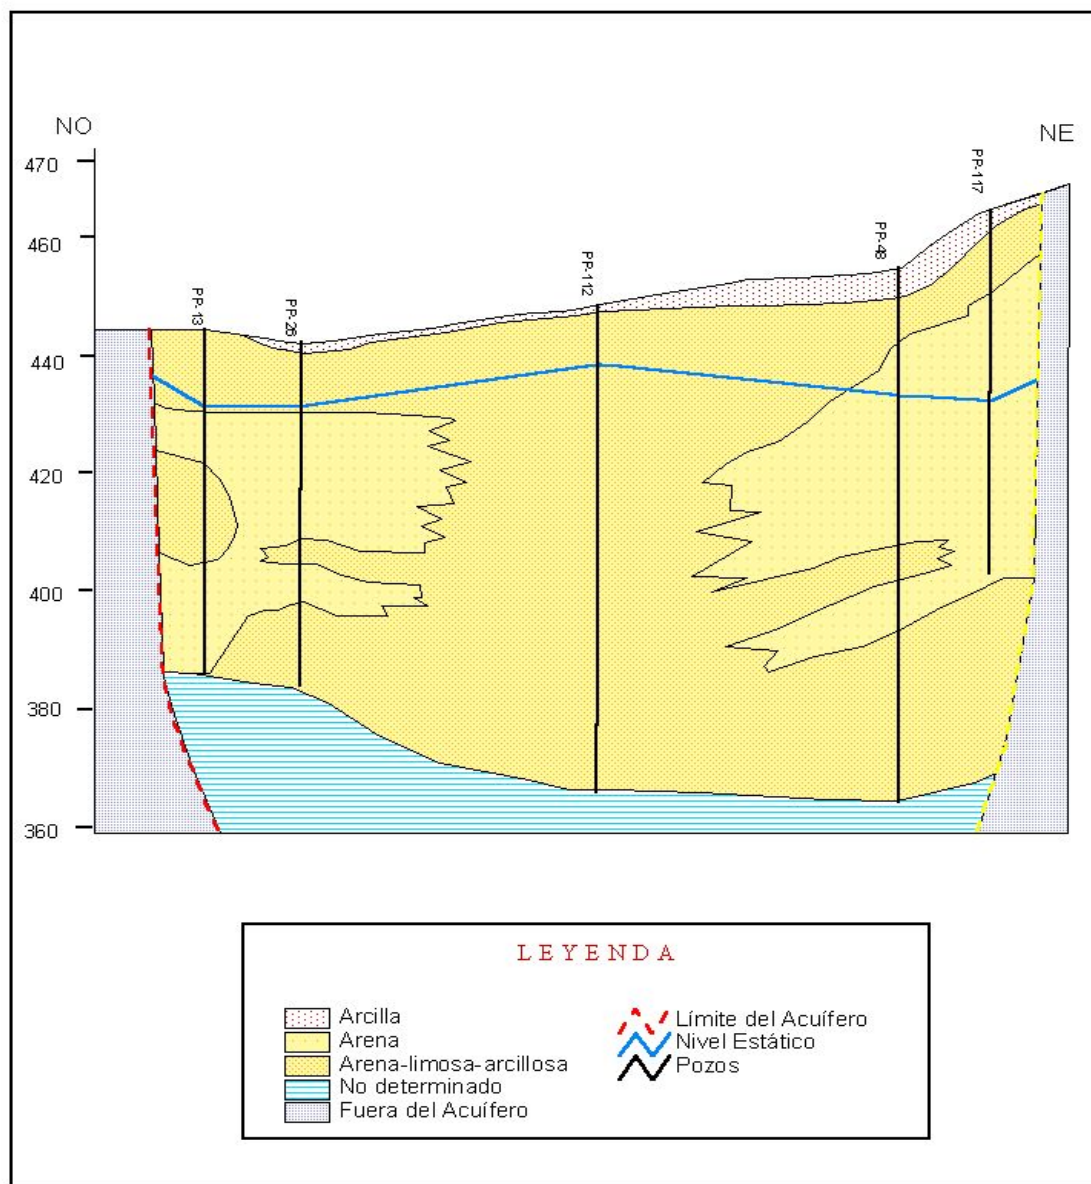 NO
NE
470
460
440
420
400
380
360
PP-13
PP-26
PP-112
PP-48
PP-117
LEYENDA
Arcilla
Arena
Arena-limosa-arcillosa
No determinado
Fuera del Acuífero
Límite del Acuífero
Nivel Estático
Pozos